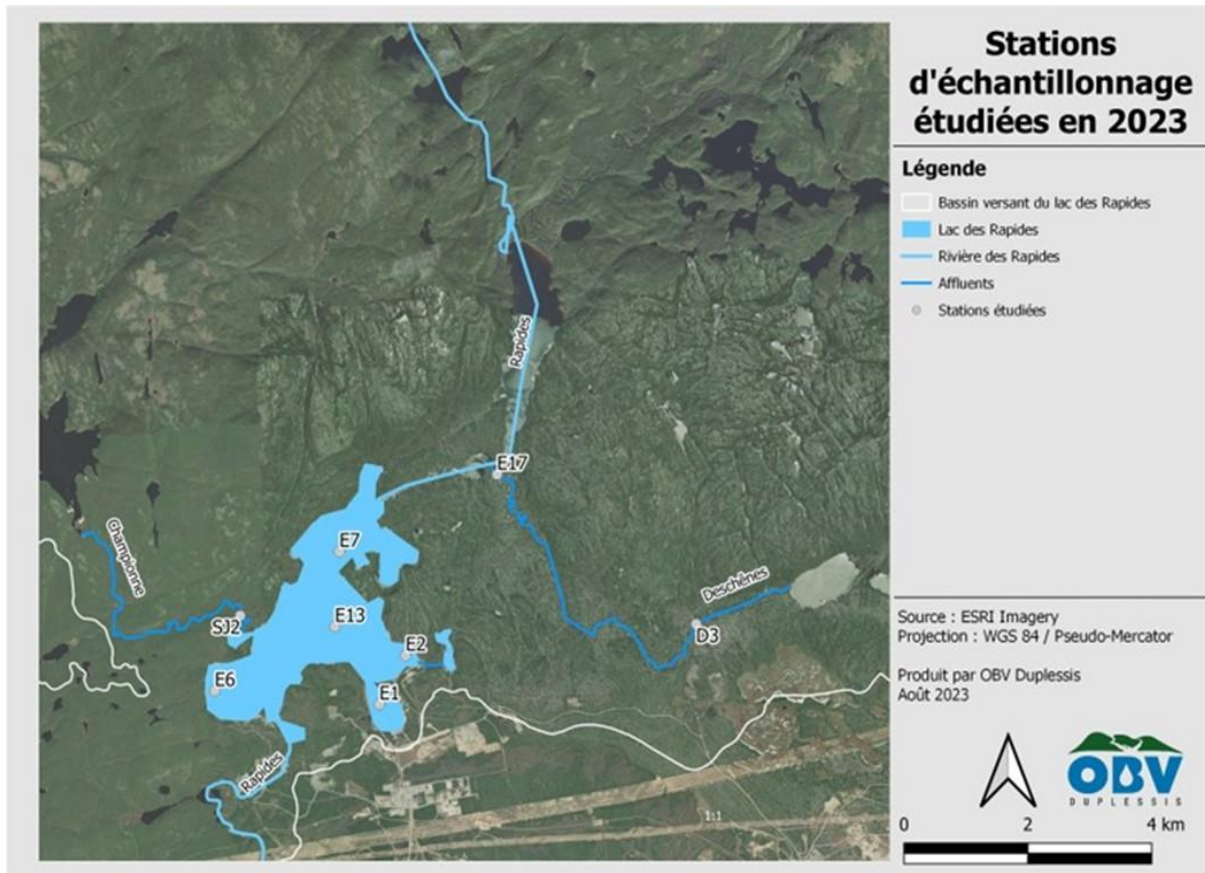 Stations
d'échantillonnage
étudiées en 2023
Légende
Bassin versant du lac des Rapides
Lac des Rapides
Rivière des Rapides
Affluents
Stations étudiées
Rapides
E17
championne
E7
Deschênes
E13
SJ2
D3
E2
E6
E1
Rapides
1:1
Source : ESRI Imagery
Projection : WGS 84 / Pseudo-Mercator
Produit par OBV Duplessis
Août 2023
OBV
DUPLESSIS
0 2 4 km